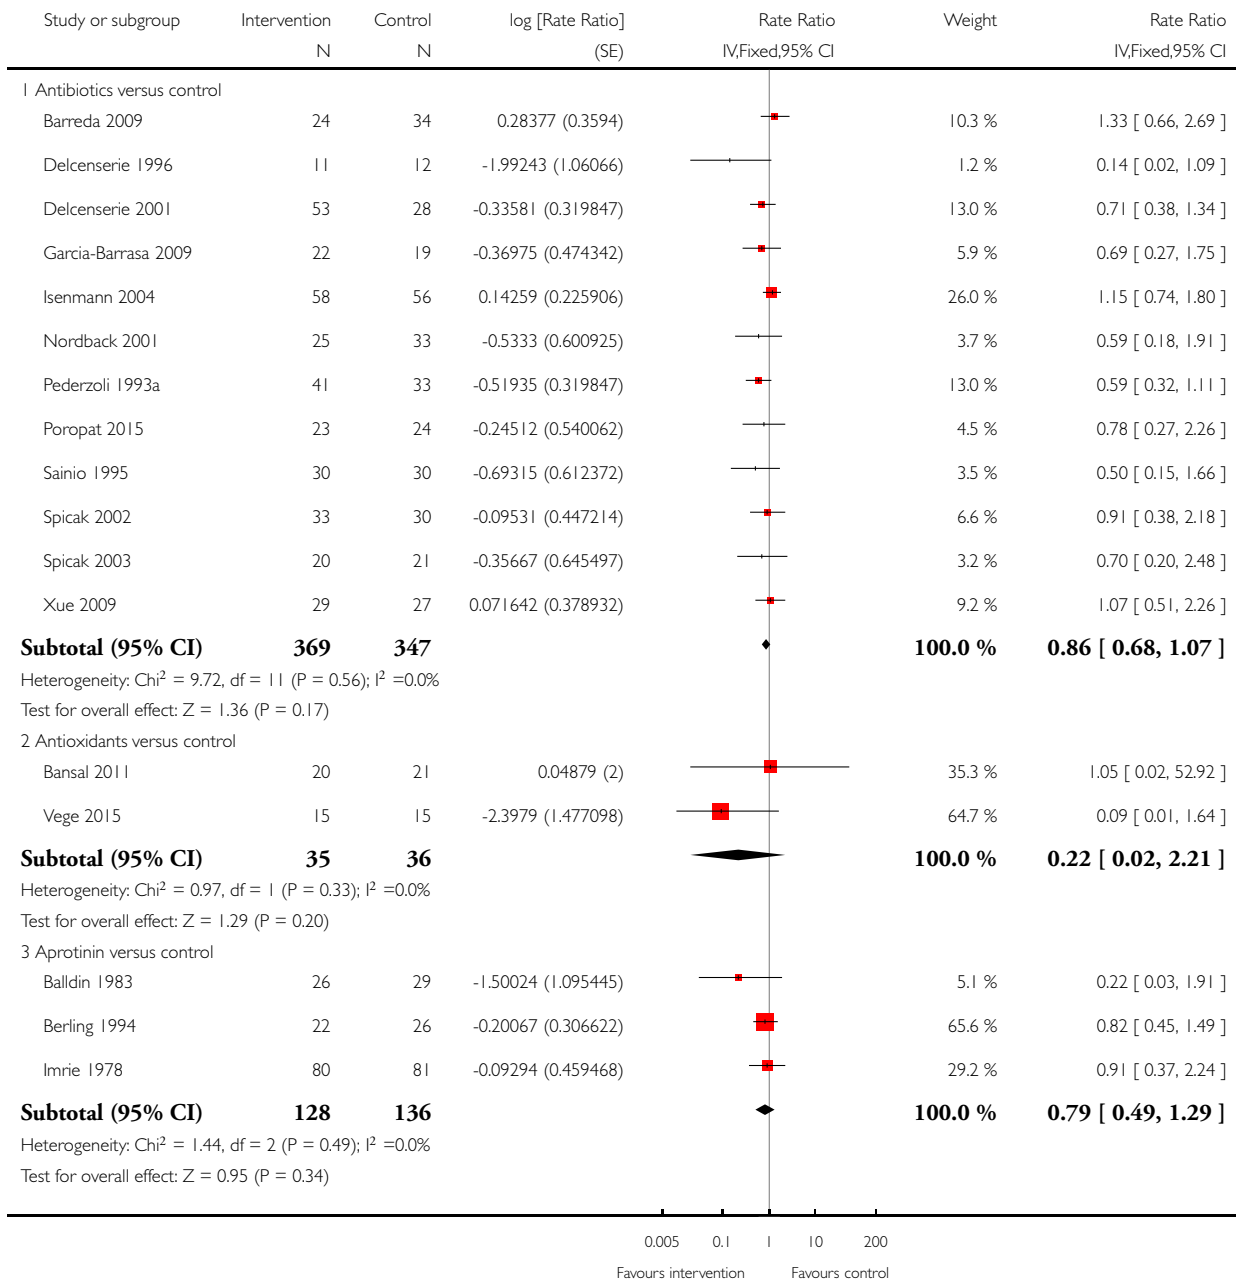 Study or subgroup Intervention Control log [Rate Ratio] Rate Ratio Weight Rate Ratio
N N (SE) IV,Fixed,95% CI IV,Fixed,95% CI
1 Antibiotics versus control
Barreda 2009 24 34 0.28377 (0.3594) 10.3 % 1.33 [ 0.66, 2.69 ]
Delcenserie 1996 11 12 -1.99243 (1.06066) 1.2 % 0.14 [ 0.02, 1.09 ]
Delcenserie 2001 53 28 -0.33581 (0.319847) 13.0 % 0.71 [ 0.38, 1.34 ]
Garcia-Barrasa 2009 22 19 -0.36975 (0.474342) 5.9 % 0.69 [ 0.27, 1.75 ]
Isenmann 2004 58 56 0.14259 (0.225906) 26.0 % 1.15 [ 0.74, 1.80 ]
Nordback 2001 25 33 -0.5333 (0.600925) 3.7 % 0.59 [ 0.18, 1.91 ]
Pederzoli 1993a 41 33 -0.51935 (0.319847) 13.0 % 0.59 [ 0.32, 1.11 ]
Poropat 2015 23 24 -0.24512 (0.540062) 4.5 % 0.78 [ 0.27, 2.26 ]
Sainio 1995 30 30 -0.69315 (0.612372) 3.5 % 0.50 [ 0.15, 1.66 ]
Spicak 2002 33 30 -0.09531 (0.447214) 6.6 % 0.91 [ 0.38, 2.18 ]
Spicak 2003 20 21 -0.35667 (0.645497) 3.2 % 0.70 [ 0.20, 2.48 ]
Xue 2009 29 27 0.071642 (0.378932) 9.2 % 1.07 [ 0.51, 2.26 ]
Subtotal (95% CI) 369 347 100.0 % 0.86 [ 0.68, 1.07 ]
Heterogeneity: Chi² = 9.72, df = 11 (P = 0.56); I² =0.0%
Test for overall effect: Z = 1.36 (P = 0.17)
2 Antioxidants versus control
Bansal 2011 20 21 0.04879 (2) 35.3 % 1.05 [ 0.02, 52.92 ]
Vege 2015 15 15 -2.3979 (1.477098) 64.7 % 0.09 [ 0.01, 1.64 ]
Subtotal (95% CI) 35 36 100.0 % 0.22 [ 0.02, 2.21 ]
Heterogeneity: Chi² = 0.97, df = 1 (P = 0.33); I² =0.0%
Test for overall effect: Z = 1.29 (P = 0.20)
3 Aprotinin versus control
Balldin 1983 26 29 -1.50024 (1.095445) 5.1 % 0.22 [ 0.03, 1.91 ]
Berling 1994 22 26 -0.20067 (0.306622) 65.6 % 0.82 [ 0.45, 1.49 ]
Imrie 1978 80 81 -0.09294 (0.459468) 29.2 % 0.91 [ 0.37, 2.24 ]
Subtotal (95% CI) 128 136 100.0 % 0.79 [ 0.49, 1.29 ]
Heterogeneity: Chi² = 1.44, df = 2 (P = 0.49); I² =0.0%
Test for overall effect: Z = 0.95 (P = 0.34)
0.005 0.1 1 10 200
Favours intervention Favours control